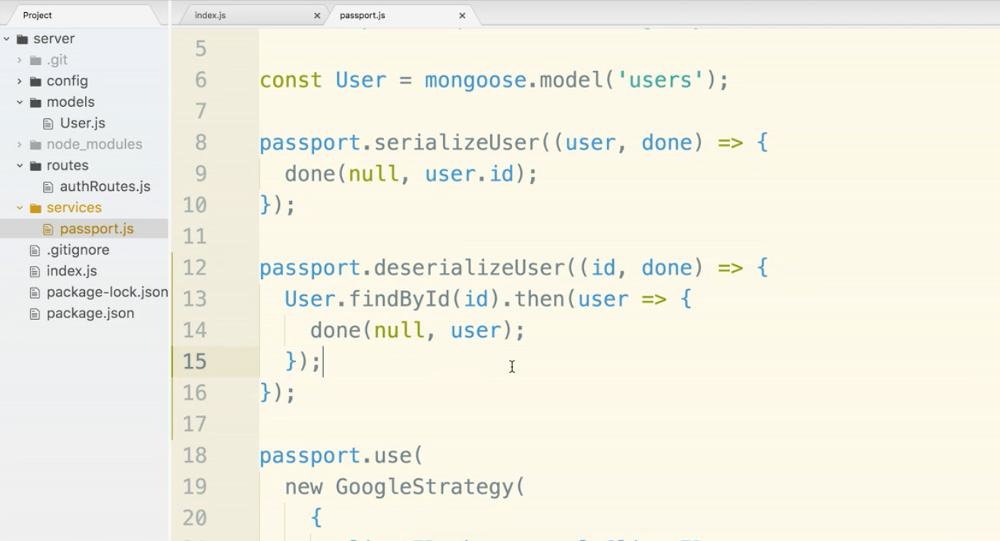 Project
index.js
passport.js
server
.git
config
models
User.js
node_modules
routes
authRoutes.js
services
passport.js
.gitignore
index.js
package-lock.json
package.json
5
6 const User = mongoose.model('users');
7
8 passport.serializeUser((user, done) => {
9 done(null, user.id);
10 });
11
12 passport.deserializeUser((id, done) => {
13 User.findById(id).then(user => {
14 done(null, user);
15 });
16 });
17
18 passport.use(
19 new GoogleStrategy(
20 {